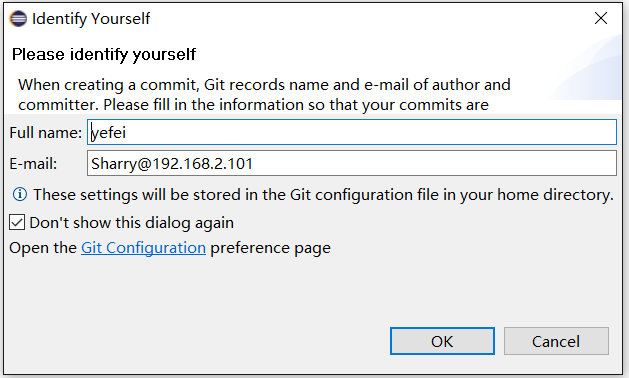 Identify Yourself
Please identify yourself
When creating a commit, Git records name and e-mail of author and
committer. Please fill in the information so that your commits are
Full name: yefei
E-mail: Sharry@192.168.2.101
These settings will be stored in the Git configuration file in your home directory.
Don't show this dialog again
Open the Git Configuration preference page
OK Cancel